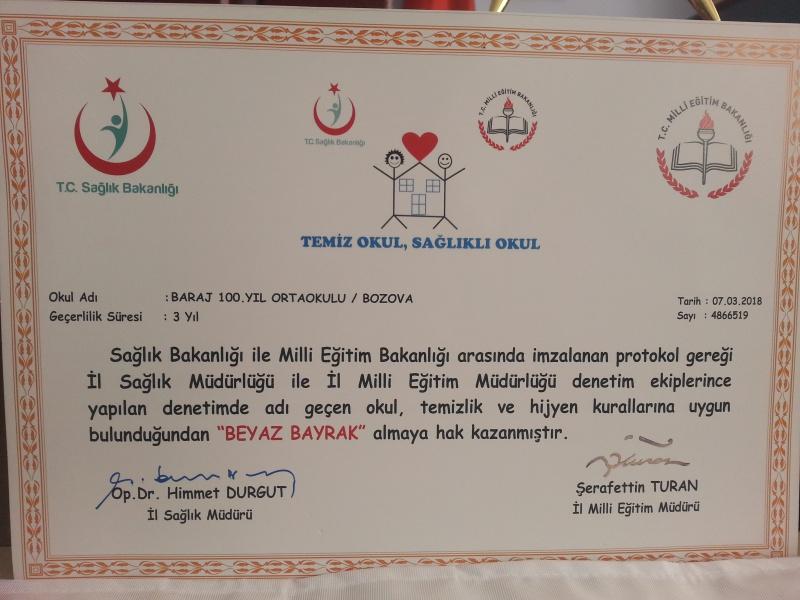 T.C. Sağlık Bakanlığı
T.C. Sağlık Bakanlığı
T.C. MİLLİ EĞİTİM BAKANLIĞI
T.C. MİLLİ EĞİTİM BAKANLIĞI
TEMİZ OKUL, SAĞLIKLI OKUL
Okul Adı : BARAJ 100.YIL ORTAOKULU / BOZOVA
Tarih : 07.03.2018
Geçerlilik Süresi : 3 Yıl
Sayı : 4866519
Sağlık Bakanlığı ile Milli Eğitim Bakanlığı arasında imzalanan protokol gereği
İl Sağlık Müdürlüğü ile İl Milli Eğitim Müdürlüğü denetim ekiplerince
yapılan denetimde adı geçen okul, temizlik ve hijyen kurallarına uygun
bulunduğundan “BEYAZ BAYRAK” almaya hak kazanmıştır.
Op.Dr. Himmet DURGUT
İl Sağlık Müdürü
Şerafettin TURAN
İl Milli Eğitim Müdürü